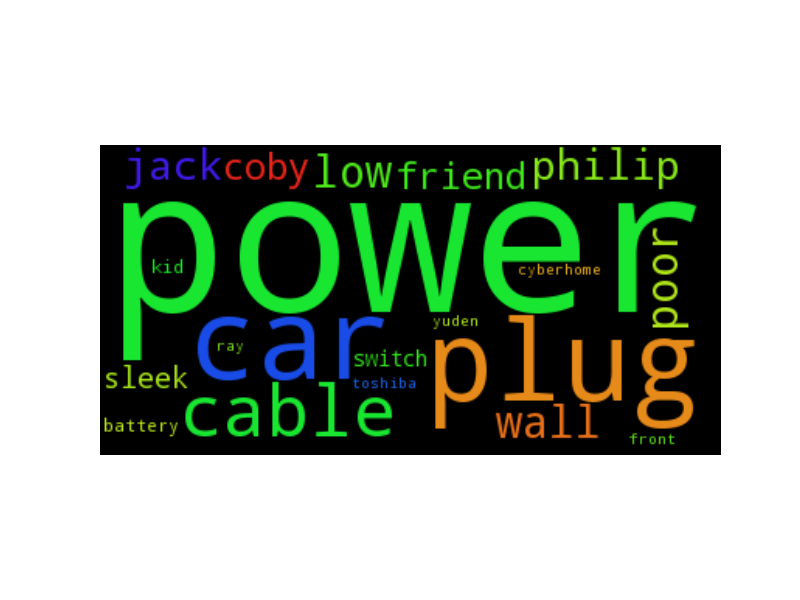 jack coby low friend philip
power
kid
cyberhome
poor
car
yuden
plug
ray
switch
toshiba
sleek
cable
wall
battery
front